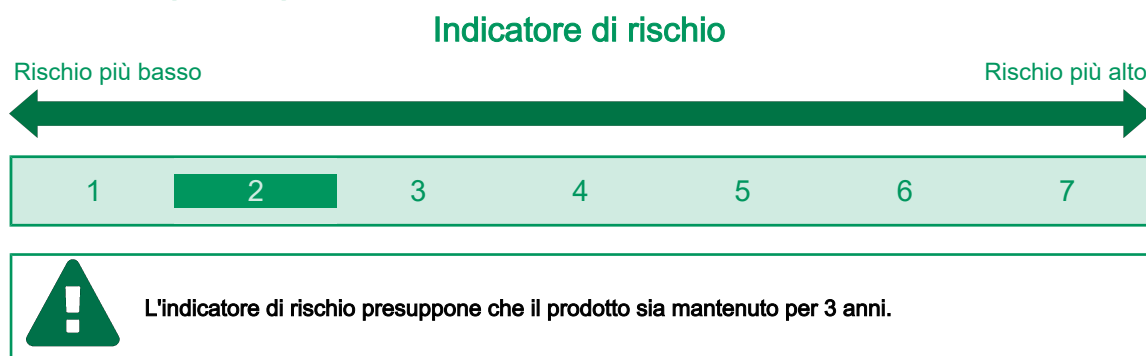 Indicatore di rischio
Rischio più basso Rischio più alto
1 2 3 4 5 6 7
L'indicatore di rischio presuppone che il prodotto sia mantenuto per 3 anni.